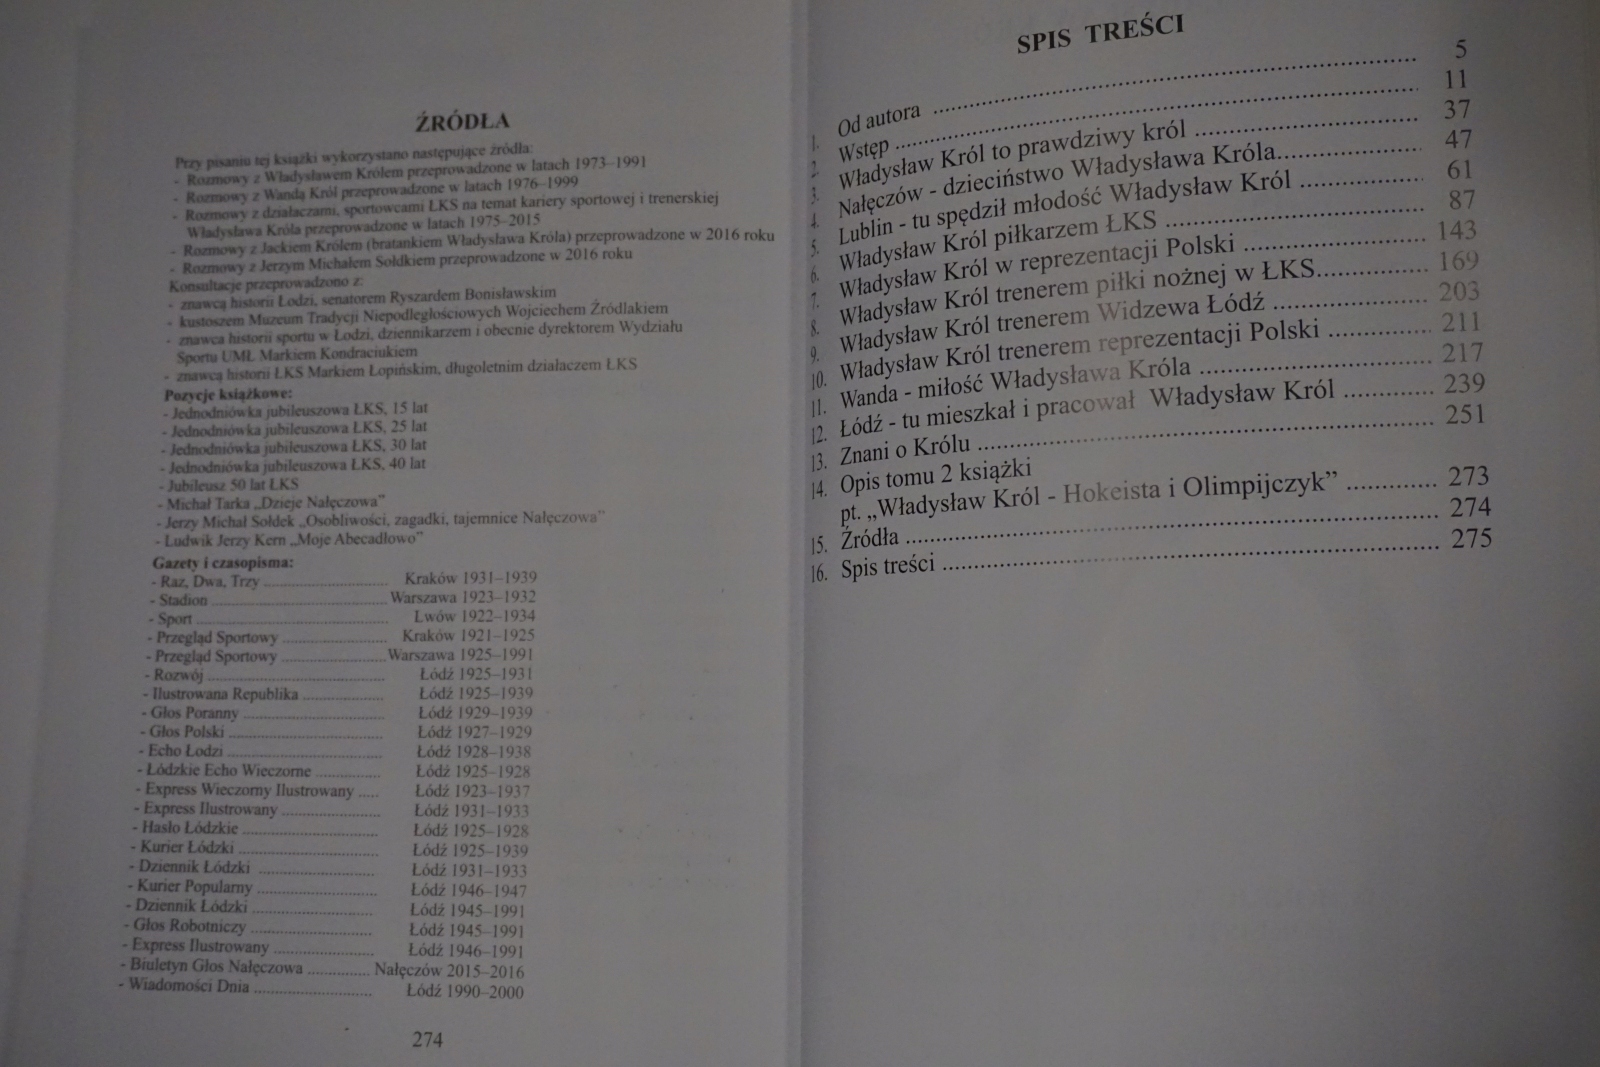 ŹRÓDŁA
Przy pisaniu tej książki wykorzystano następujące źródła:
- Rozmowy z Władysławem Królem przeprowadzone w latach 1973–1991
- Rozmowy z Wandą Król przeprowadzone w latach 1976–1999
- Rozmowy z działaczami, sportowcami ŁKS na temat kariery sportowej i trenerskiej
Władysława Króla przeprowadzone w latach 1975–2015
- Rozmowy z Jackiem Królem (bratankiem Władysława Króla) przeprowadzone w 2016 roku
- Rozmowy z Jerzym Michałem Sołdkiem przeprowadzone w 2016 roku
Konsultacje przeprowadzono z:
- znawcą historii Łodzi, senatorem Ryszardem Bonisławskim
- kustoszem Muzeum Tradycji Niepodległościowych Wojciechem Źródlakiem
- znawcą historii sportu w Łodzi, dziennikarzem i obecnie dyrektorem Wydziału
Sportu UMŁ Markiem Kondraciukiem
- znawcą historii ŁKS Markiem Łopińskim, długoletnim działaczem ŁKS
Pozycje książkowe:
- Jednodniówka jubileuszowa ŁKS, 15 lat
- Jednodniówka jubileuszowa ŁKS, 25 lat
- Jednodniówka jubileuszowa ŁKS, 30 lat
- Jednodniówka jubileuszowa ŁKS, 40 lat
- Jubileusz 50 lat ŁKS
- Michał Tarka „Dzieje Nałęczowa”
- Jerzy Michał Sołdek „Osobliwości, zagadki, tajemnice Nałęczowa”
- Ludwik Jerzy Kern „Moje Abecadłowo”
Gazety i czasopisma:
- Raz, Dwa, Trzy ........................ Kraków 1931–1939
- Stadion ........................ Warszawa 1923–1932
- Sport ........................ Lwów 1922–1934
- Przegląd Sportowy ........................ Kraków 1921–1925
- Przegląd Sportowy ........................ Warszawa 1925–1991
- Rozwój ........................ Łódź 1925–1931
- Ilustrowana Republika ........................ Łódź 1925–1939
- Głos Poranny ........................ Łódź 1929–1939
- Głos Polski ........................ Łódź 1927–1929
- Echo Łodzi ........................ Łódź 1928–1938
- Łódzkie Echo Wieczorne ................ Łódź 1925–1928
- Express Wieczorny Ilustrowany ..... Łódź 1923–1937
- Express Ilustrowany ........................ Łódź 1931–1933
- Hasło Łódzkie ........................ Łódź 1925–1928
- Kurier Łódzki ........................ Łódź 1925–1939
- Dziennik Łódzki ........................ Łódź 1931–1933
- Kurier Popularny ........................ Łódź 1946–1947
- Dziennik Łódzki ........................ Łódź 1945–1991
- Głos Robotniczy ........................ Łódź 1945–1991
- Express Ilustrowany ........................ Łódź 1946–1991
- Biuletyn Głos Nałęczowa ............... Nałęczów 2015–2016
- Wiadomości Dnia ........................ Łódź 1990–2000
274
SPIS TREŚCI
1. Od autora ........................ 5
2. Wstęp ........................ 11
3. Władysław Król to prawdziwy król ........................ 37
4. Nałęczów - dzieciństwo Władysława Króla ........................ 47
5. Lublin - tu spędził młodość Władysław Król ........................ 61
6. Władysław Król piłkarzem ŁKS ........................ 87
7. Władysław Król w reprezentacji Polski ........................ 143
8. Władysław Król trenerem piłki nożnej w ŁKS ................ 169
9. Władysław Król trenerem Widzewa Łódź ........................ 203
10. Władysław Król trenerem reprezentacji Polski ............... 211
11. Wanda - miłość Władysława Króla ........................ 217
12. Łódź - tu mieszkał i pracował Władysław Król ............. 239
13. Znani o Królu ........................ 251
14. Opis tomu 2 książki
pt. „Władysław Król - Hokeista i Olimpijczyk” ............. 273
15. Źródła ........................ 274
16. Spis treści ........................ 275